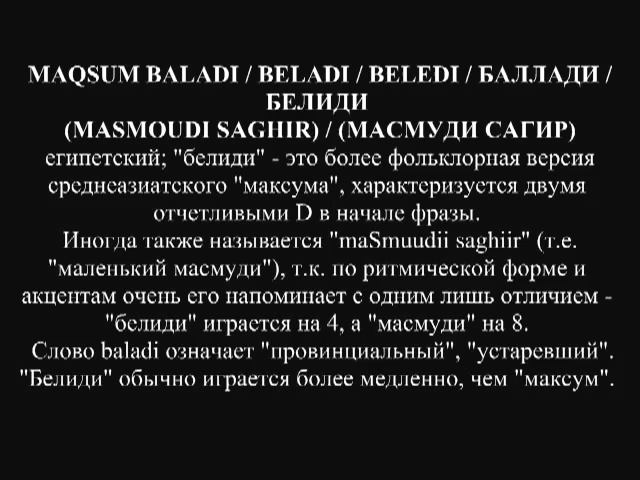 MAQSUM BALADI / BELADI / BELEDI / БАЛЛАДИ /
БЕЛИДИ
(MASMOUDI SAGHIR) / (МАСМУДИ САГИР)
египетский; "белиди" - это более фольклорная версия
среднеазиатского "максума", характеризуется двумя
отчетливыми D в начале фразы.
Иногда также называется "maSmuudii saghiir" (т.е.
"маленький масмуди"), т.к. по ритмической форме и
акцентам очень его напоминает с одним лишь отличием -
"белиди" играется на 4, а "масмуди" на 8.
Слово baladi означает "провинциальный", "устаревший".
"Белиди" обычно играется более медленно, чем "максум".